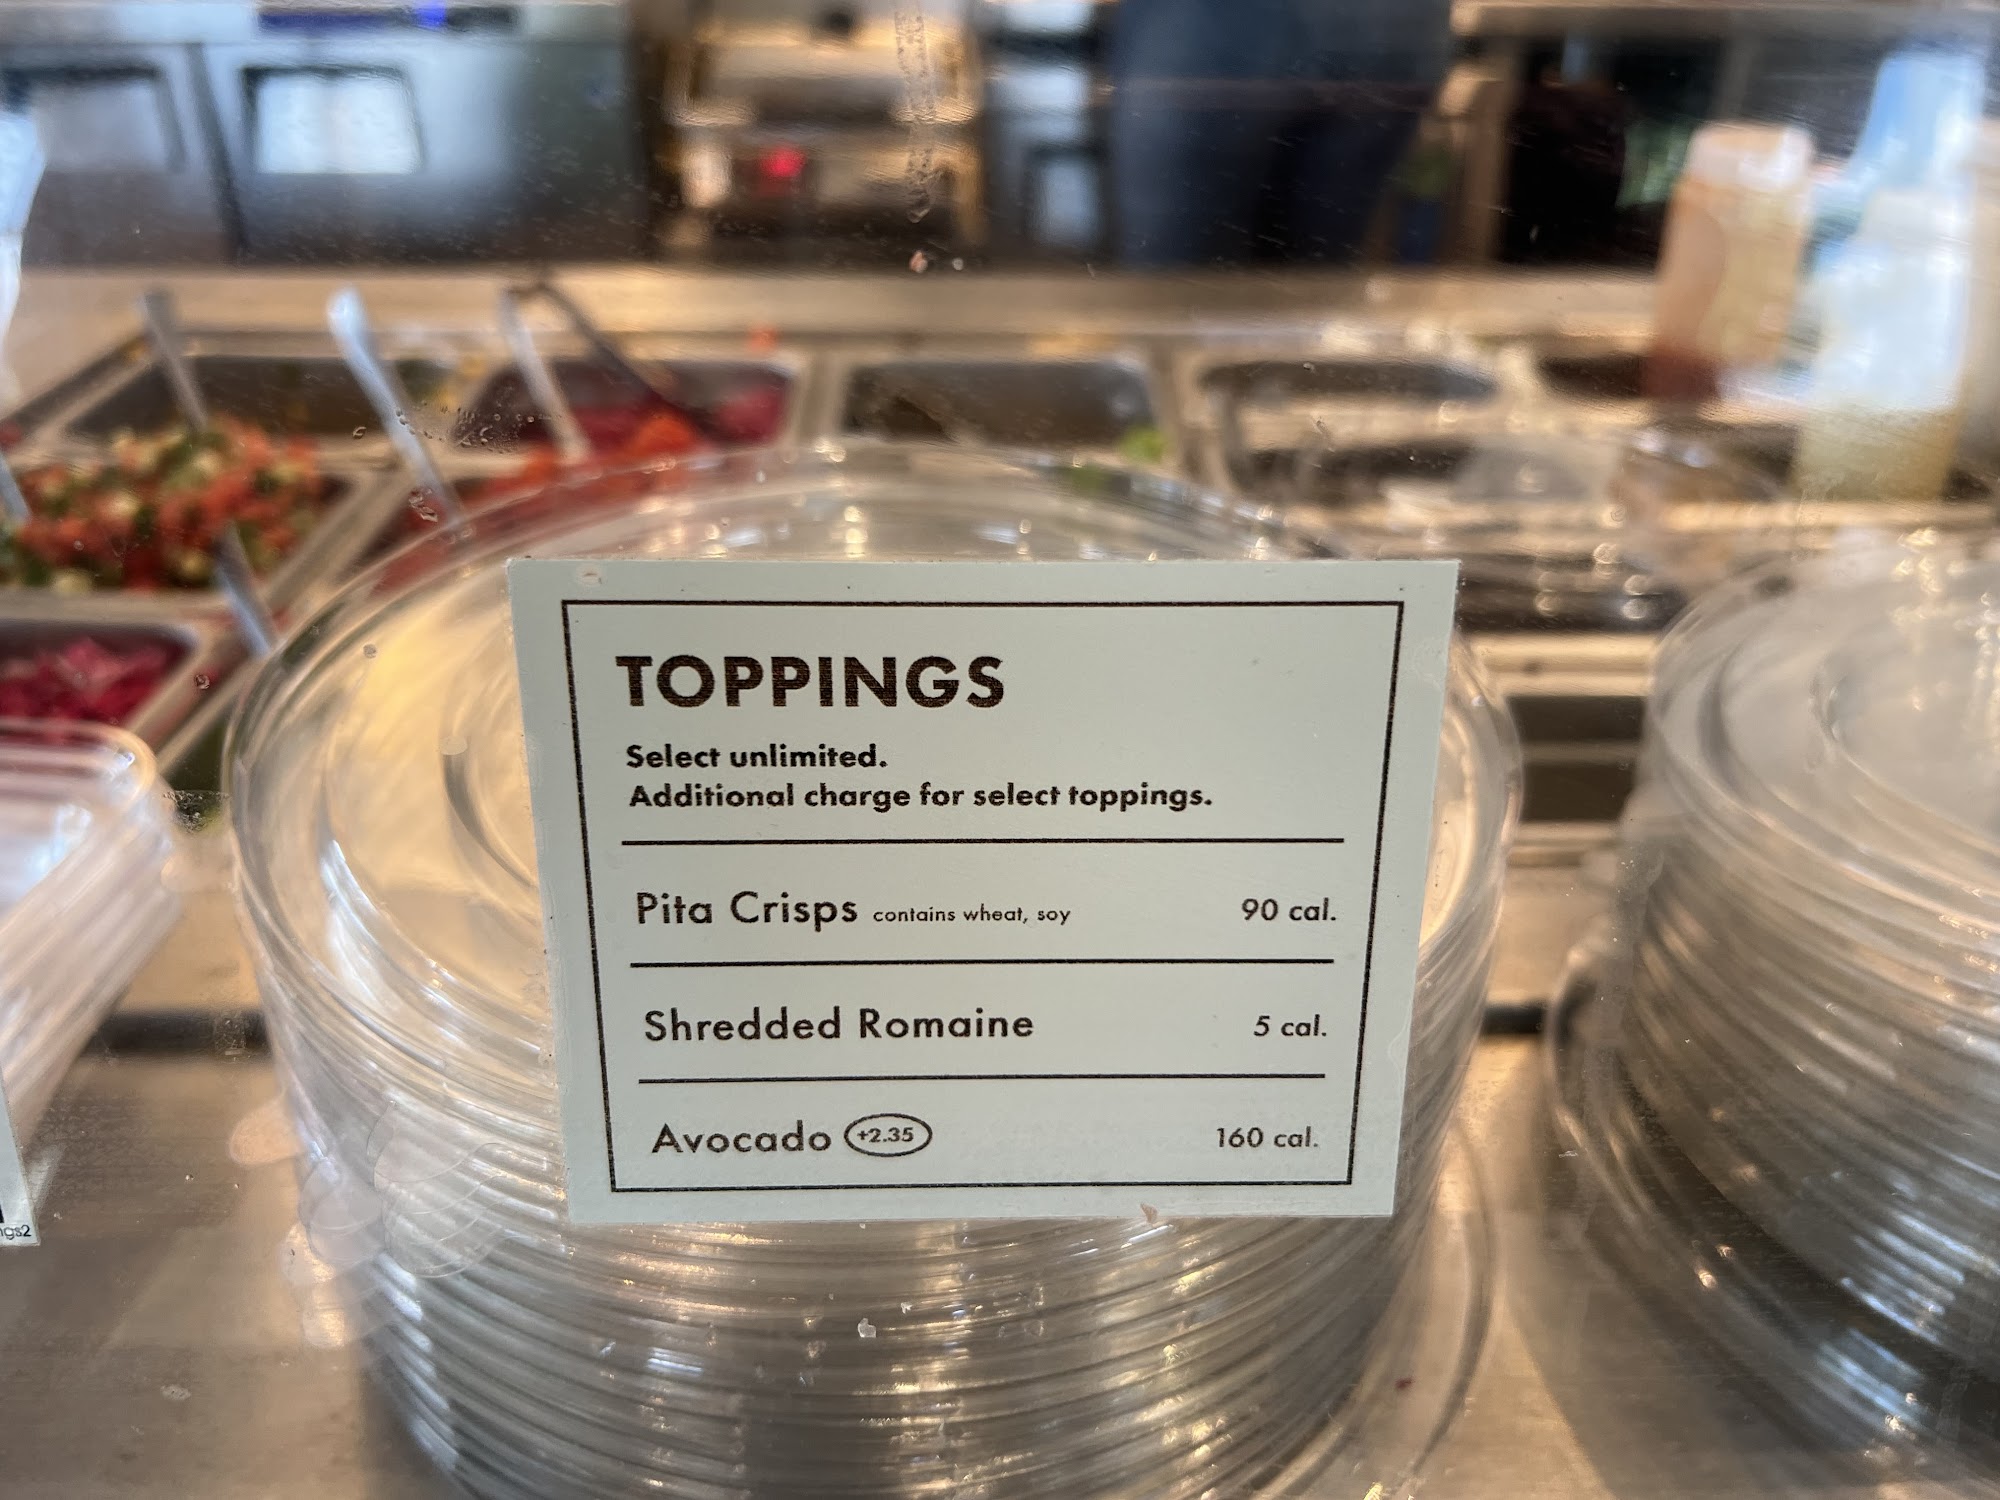 TOPPINGS
Select unlimited.
Additional charge for select toppings.
Pita Crisps contains wheat, soy 90 cal.
Shredded Romaine 5 cal.
Avocado +2.35 160 cal.
ngs2